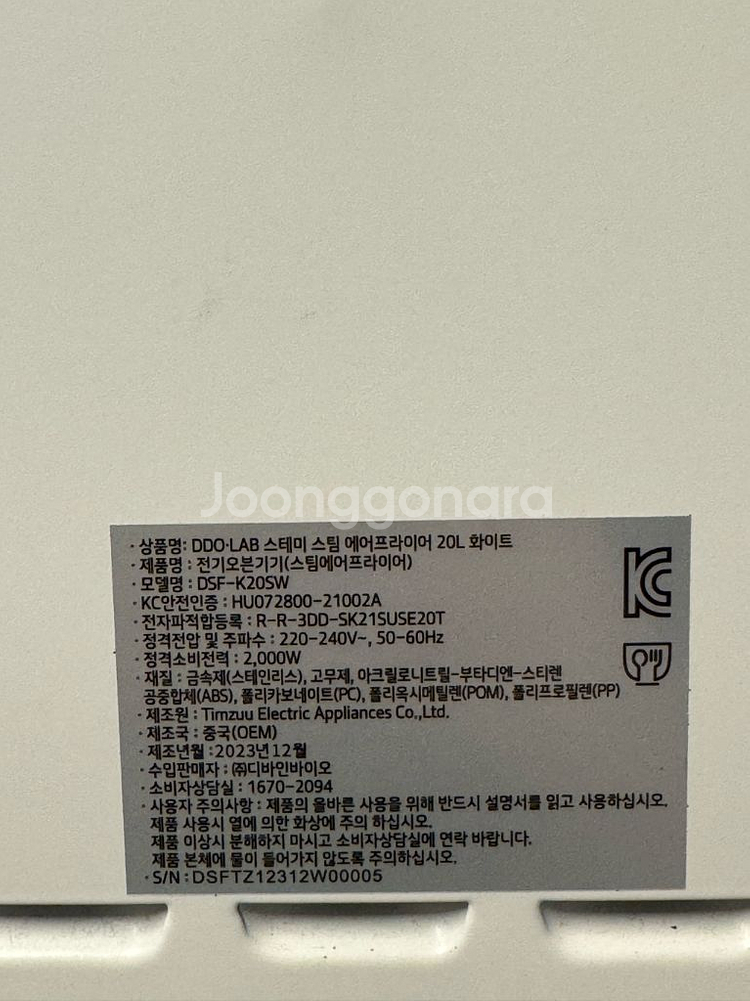 Joonggonara
· 상품명: DDO·LAB 스테미 스팀 에어프라이어 20L 화이트
· 제품명 : 전기오븐기기(스팀에어프라이어)
· 모델명 : DSF-K20SW
· KC안전인증 : HU072800-21002A
· 전자파적합등록 : R-R-3DD-SK21SUSE20T
· 정격전압 및 주파수 : 220-240V~, 50-60Hz
· 정격소비전력 : 2,000W
· 재질 : 금속제(스테인리스), 고무제, 아크릴로니트릴-부타디엔-스티렌
공중합체(ABS), 폴리카보네이트(PC), 폴리옥시메틸렌(POM), 폴리프로필렌(PP)
· 제조원 : Timzuu Electric Appliances Co.,Ltd.
· 제조국 : 중국(OEM)
· 제조년월 : 2023년 12월
· 수입판매자 : ㈜디바인바이오
· 소비자상담실 : 1670-2094
· 사용자 주의사항 : 제품의 올바른 사용을 위해 반드시 설명서를 읽고 사용하십시오.
제품 사용시 열에 의한 화상에 주의 하십시오.
제품 이상시 분해하지 마시고 소비자상담실에 연락 바랍니다.
제품 본체에 물이 들어가지 않도록 주의하십시오.
· S/N : DSFTZ12312W00005